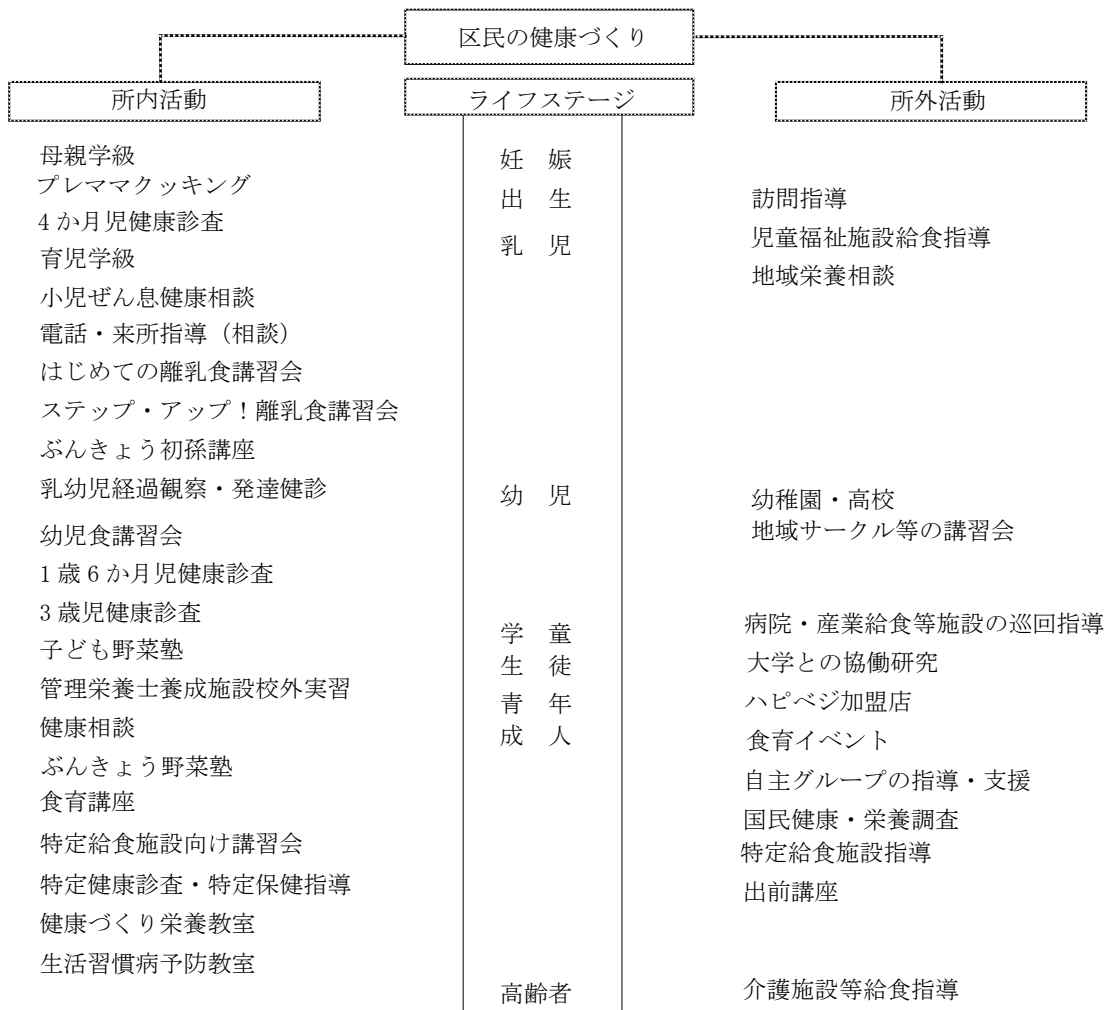 区民の健康づくり
所内活動
ライフステージ
所外活動
母親学級
プレママクッキング
4か月児健康診査
育児学級
小児ぜん息健康相談
電話・来所指導（相談）
はじめての離乳食講習会
ステップ・アップ！離乳食講習会
ぶんきょう初孫講座
乳幼児経過観察・発達健診
幼児食講習会
1歳6か月児健康診査
3歳児健康診査
子ども野菜塾
管理栄養士養成施設校外実習
健康相談
ぶんきょう野菜塾
食育講座
特定給食施設向け講習会
特定健康診査・特定保健指導
健康づくり栄養教室
生活習慣病予防教室
妊　娠
出　生
乳　児
幼　児
学　童
生　徒
青　年
成　人
高齢者
訪問指導
児童福祉施設給食指導
地域栄養相談
幼稚園・高校
地域サークル等の講習会
病院・産業給食等施設の巡回指導
大学との協働研究
ハピベジ加盟店
食育イベント
自主グループの指導・支援
国民健康・栄養調査
特定給食施設指導
出前講座
介護施設等給食指導